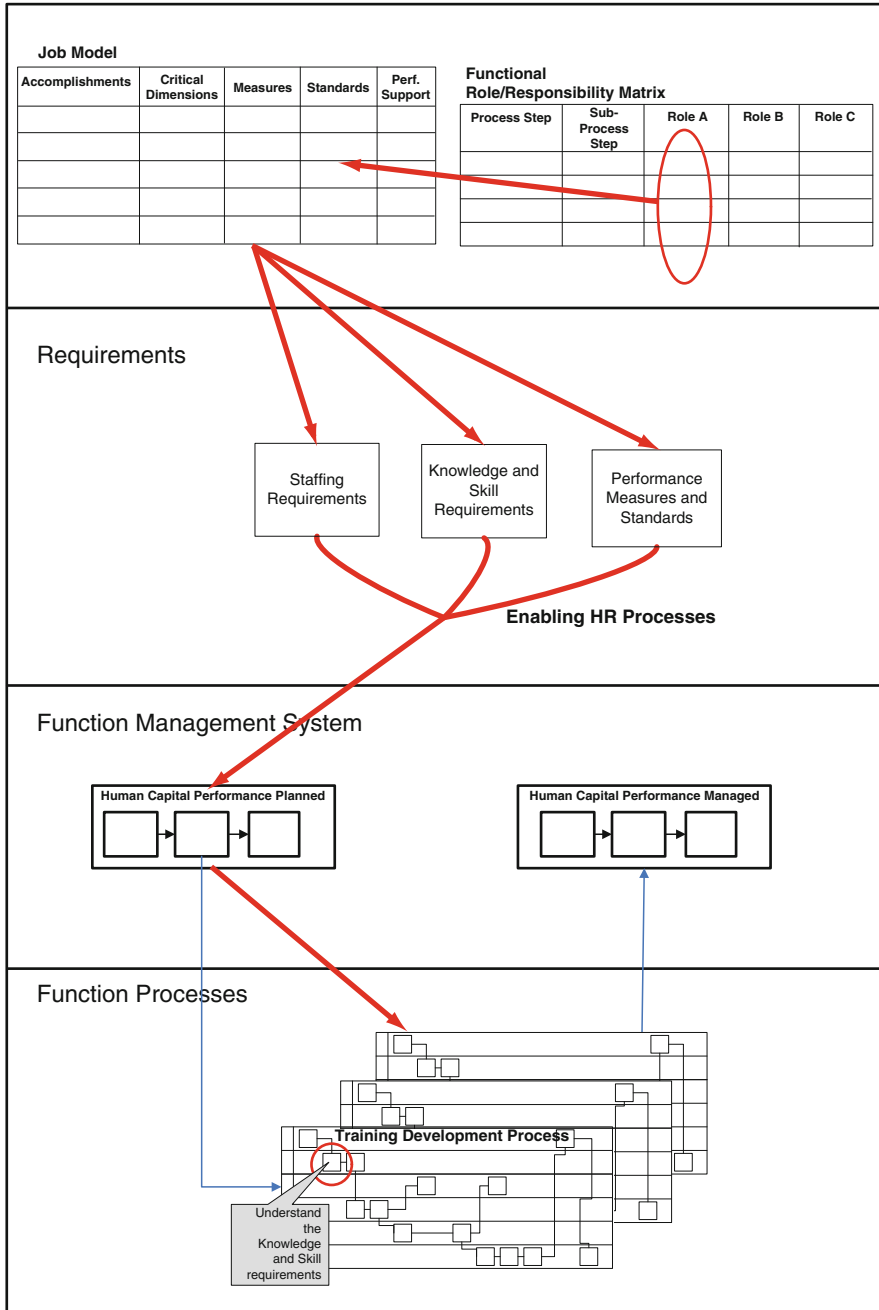 Job Model
Accomplishments
Critical
Dimensions
Measures
Standards
Perf.
Support
Functional
Role/Responsibility Matrix
Process Step
Sub-
Process
Step
Role A
Role B
Role C
Requirements
Staffing
Requirements
Knowledge and
Skill
Requirements
Performance
Measures and
Standards
Enabling HR Processes
Function Management System
Human Capital Performance Planned
Human Capital Performance Managed
Function Processes
Training Development Process
Understand
the
Knowledge
and Skill
requirements